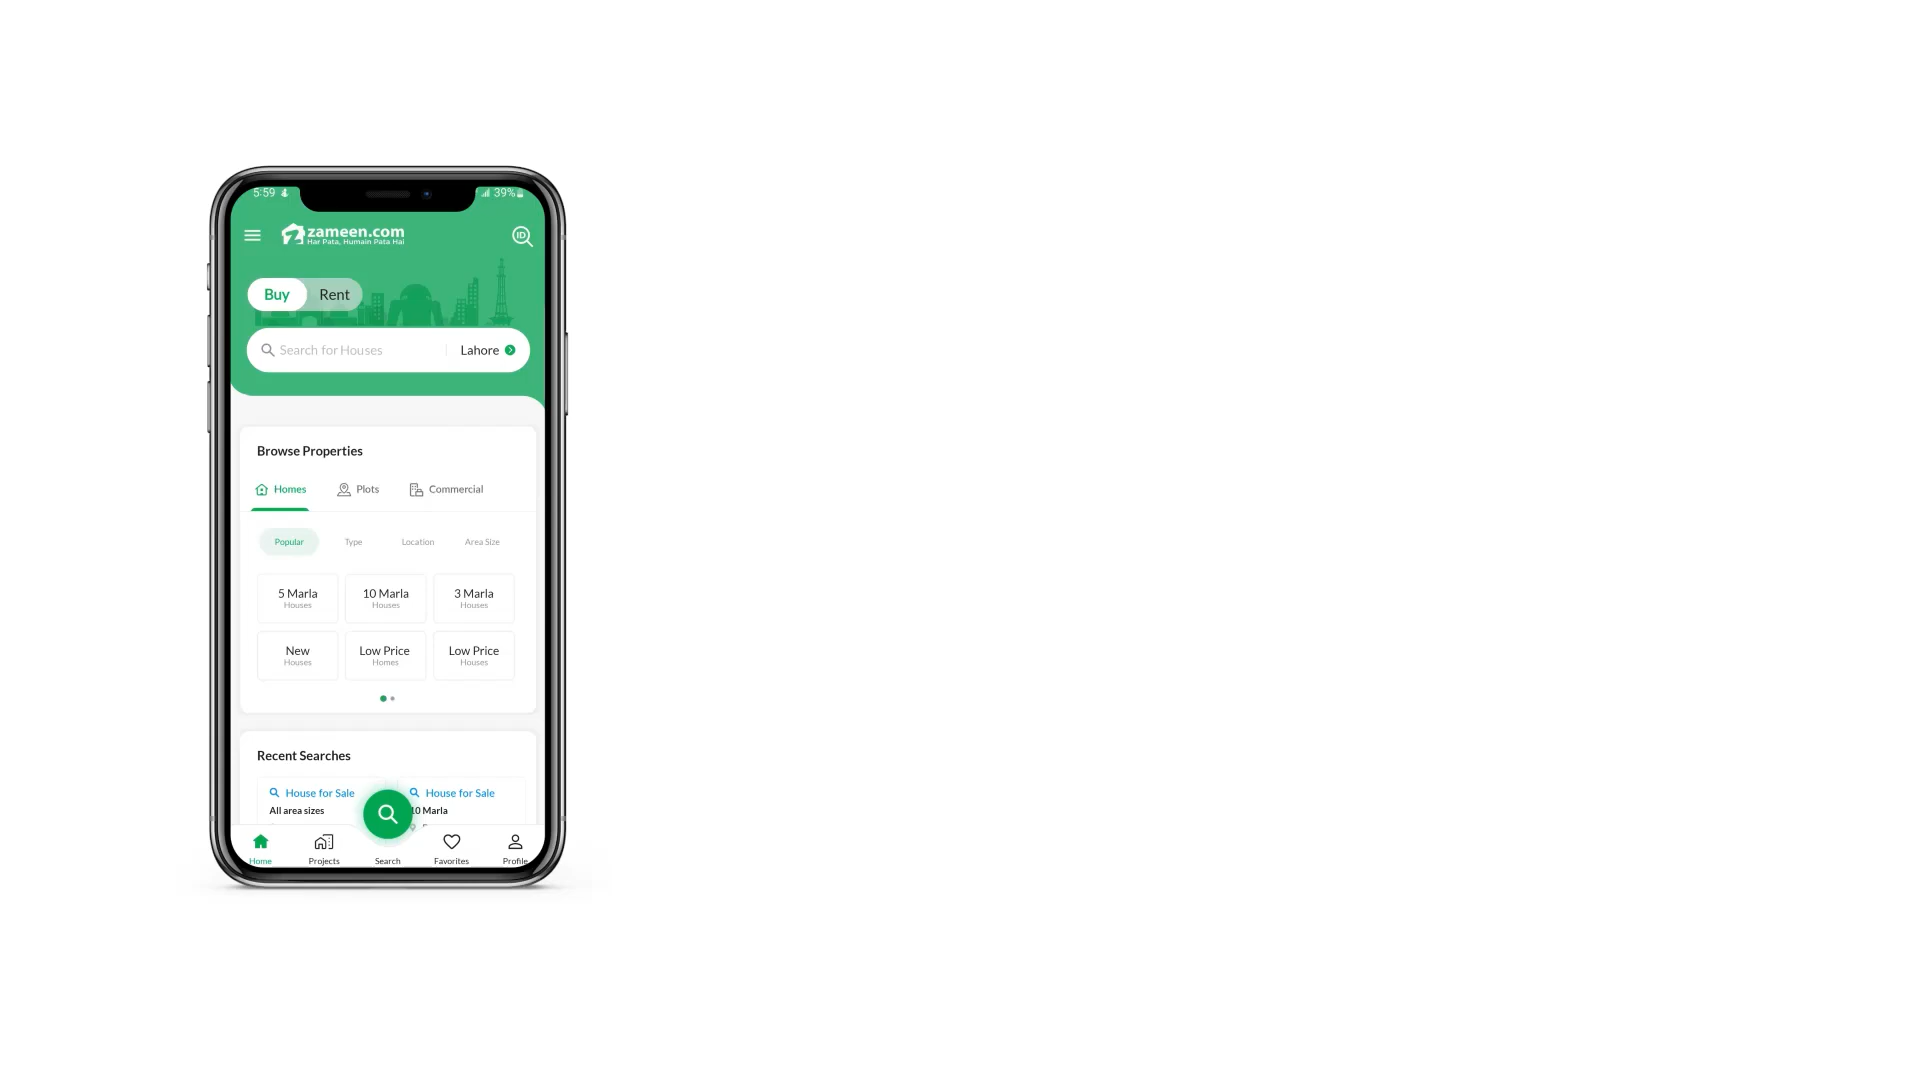 5:59
39%
zameen.com
Har Pata, Humain Pata Hai
ID
Buy Rent
Search for Houses Lahore
Browse Properties
Homes Plots Commercial
Popular Type Location Area Size
5 Marla 10 Marla 3 Marla
Houses Houses Houses
New Low Price Low Price
Houses Homes Houses
Recent Searches
House for Sale House for Sale
All area sizes 10 Marla
Home Projects Search Favorites Profile